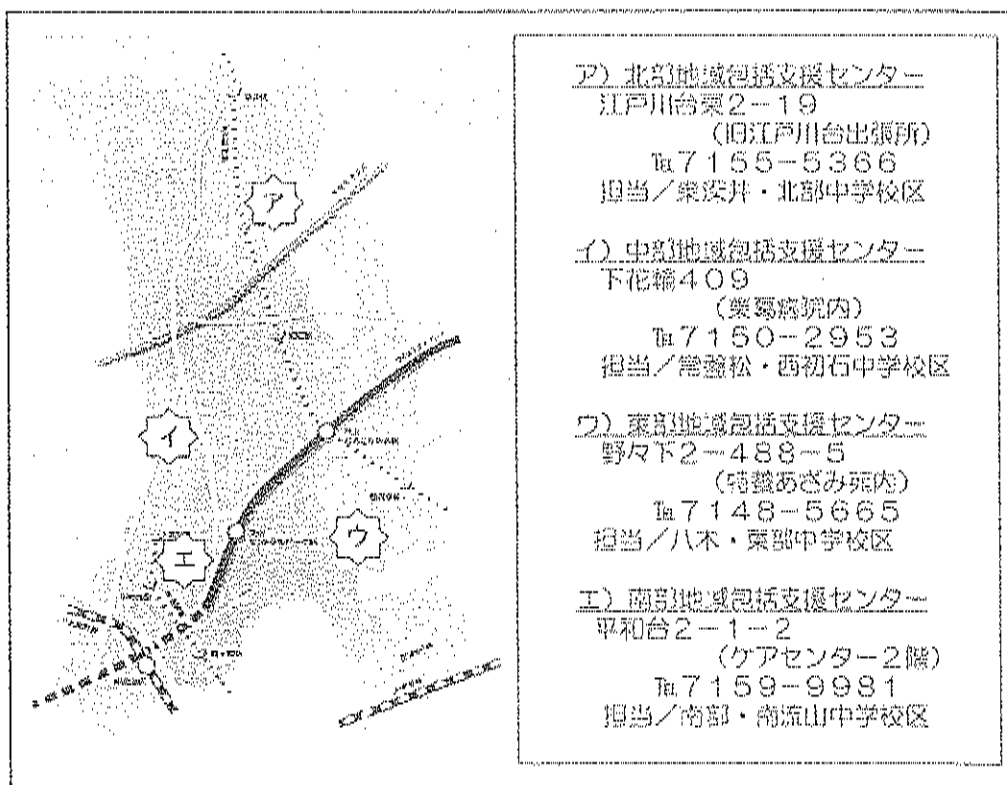 ア
イ
ウ
エ
ア）北部地域包括支援センター
江戸川台東2－19
（旧江戸川台出張所）
℡7155－5366
担当／東深井・北部中学校区
イ）中部地域包括支援センター
下花輪409
（東葛病院内）
℡7150－2953
担当／常盤松・西初石中学校区
ウ）東部地域包括支援センター
野々下2－488－5
（特養あざみ苑内）
℡7148－5665
担当／八木・東部中学校区
エ）南部地域包括支援センター
平和台2－1－2
（ケアセンター2階）
℡7159－9981
担当／南部・南流山中学校区